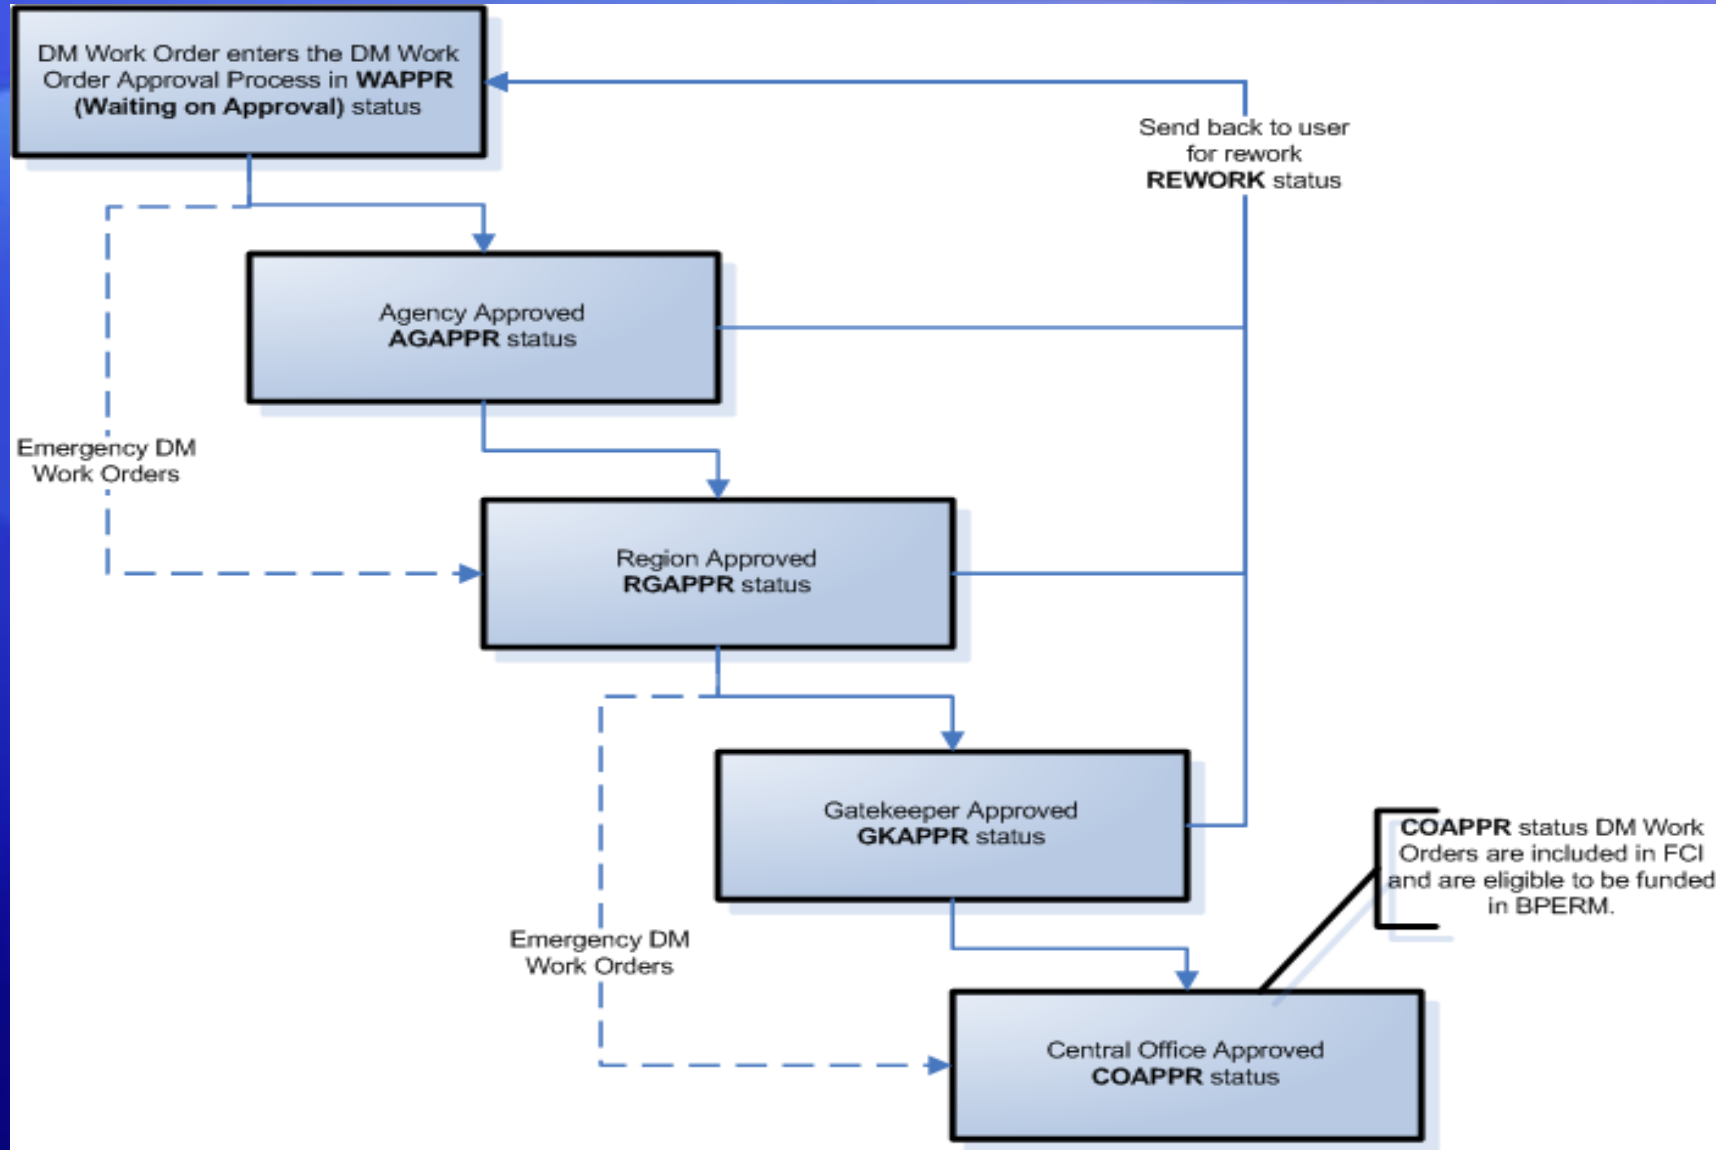 DM Work Order enters the DM Work
Order Approval Process in WAPPR
(Waiting on Approval) status
Send back to user
for rework
REWORK status
Agency Approved
AGAPPR status
Emergency DM
Work Orders
Region Approved
RGAPPR status
Gatekeeper Approved
GKAPPR status
COAPPR status DM Work
Orders are included in FCI
and are eligible to be funded
in BPERM.
Emergency DM
Work Orders
Central Office Approved
COAPPR status